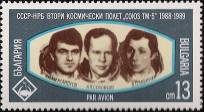 СССР-НРБ ВТОРИ КОСМИЧЕСКИ ПОЛЕТ „СОЮЗ ТМ-5" 1988-1989
БЪЛГАРИЯ
BULGARIA
PAR AVION
СТ 13